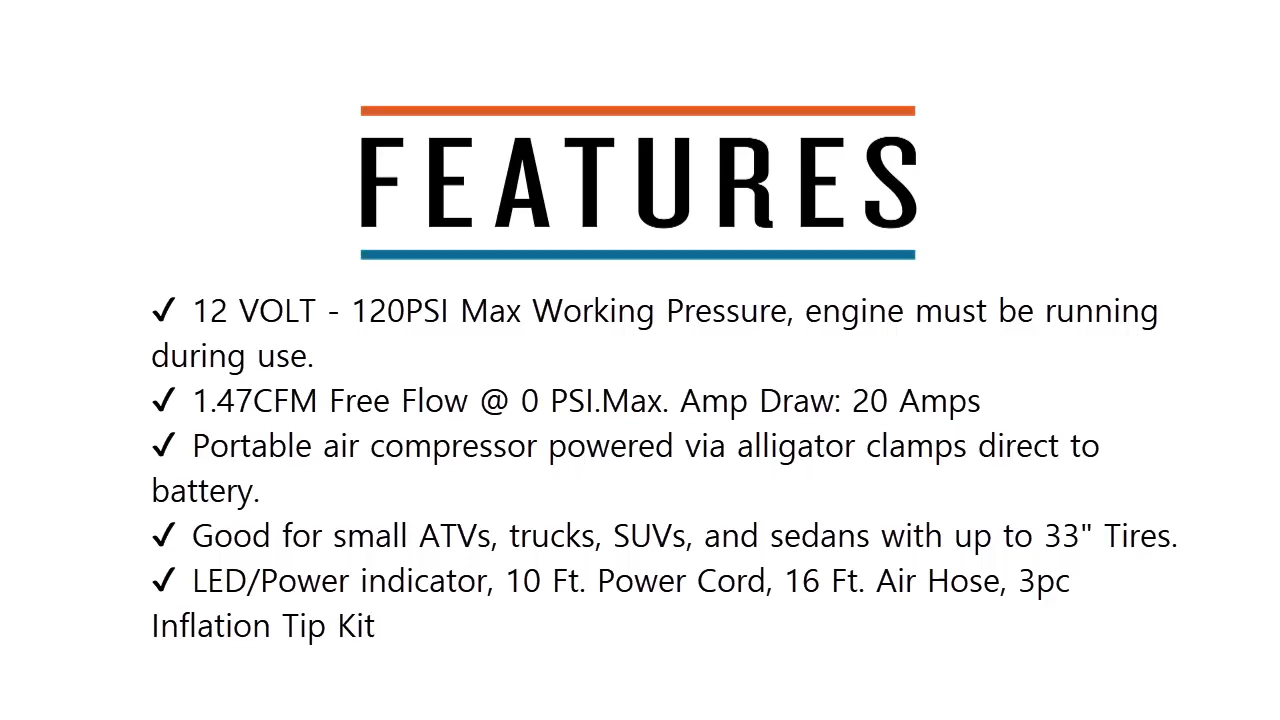 FEATURES
✓ 12 VOLT - 120PSI Max Working Pressure, engine must be running
during use.
✓ 1.47CFM Free Flow @ 0 PSI.Max. Amp Draw: 20 Amps
✓ Portable air compressor powered via alligator clamps direct to
battery.
✓ Good for small ATVs, trucks, SUVs, and sedans with up to 33" Tires.
✓ LED/Power indicator, 10 Ft. Power Cord, 16 Ft. Air Hose, 3pc
Inflation Tip Kit